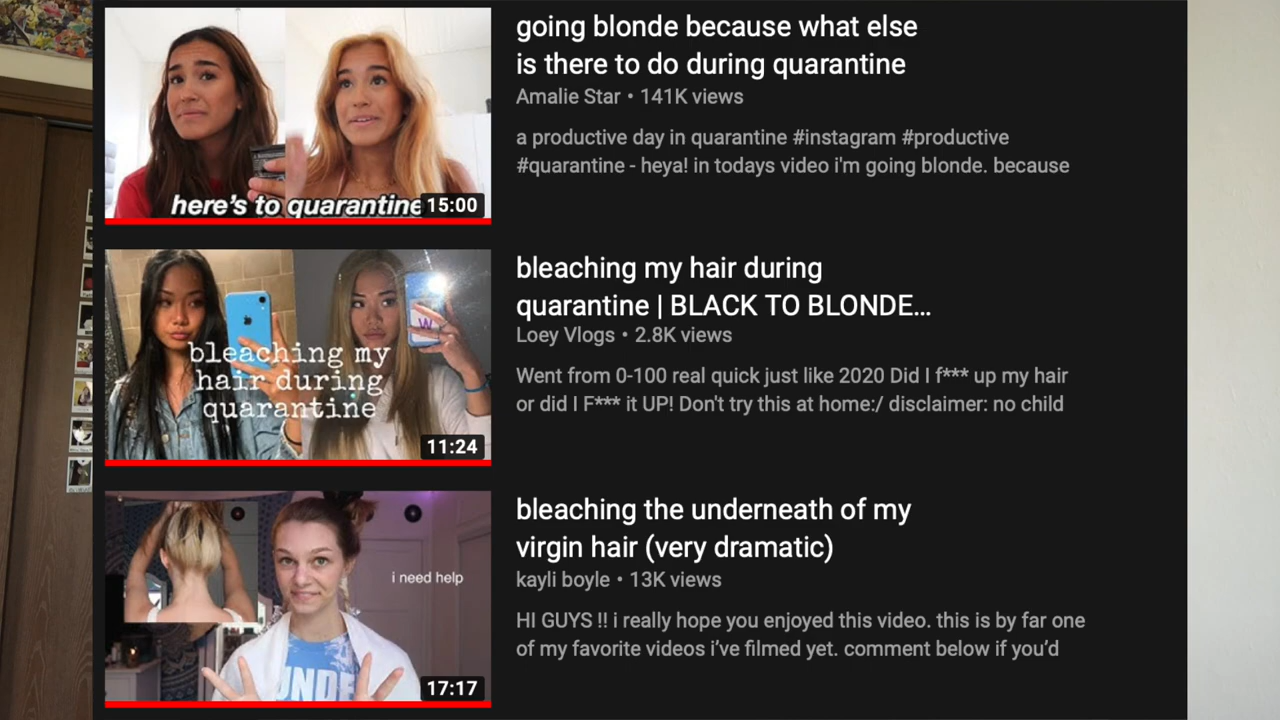 going blonde because what else
is there to do during quarantine
Amalie Star • 141K views
a productive day in quarantine #instagram #productive
#quarantine - heya! in todays video i'm going blonde. because
here's to quarantine
15:00
bleaching my hair during
quarantine | BLACK TO BLONDE...
Loey Vlogs • 2.8K views
Went from 0-100 real quick just like 2020 Did I f*** up my hair
or did I F*** it UP! Don't try this at home:/ disclaimer: no child
bleaching my
hair during
quarantine
W
11:24
bleaching the underneath of my
virgin hair (very dramatic)
kayli boyle • 13K views
HI GUYS !! i really hope you enjoyed this video. this is by far one
of my favorite videos i’ve filmed yet. comment below if you’d
i need help
UNDE
17:17